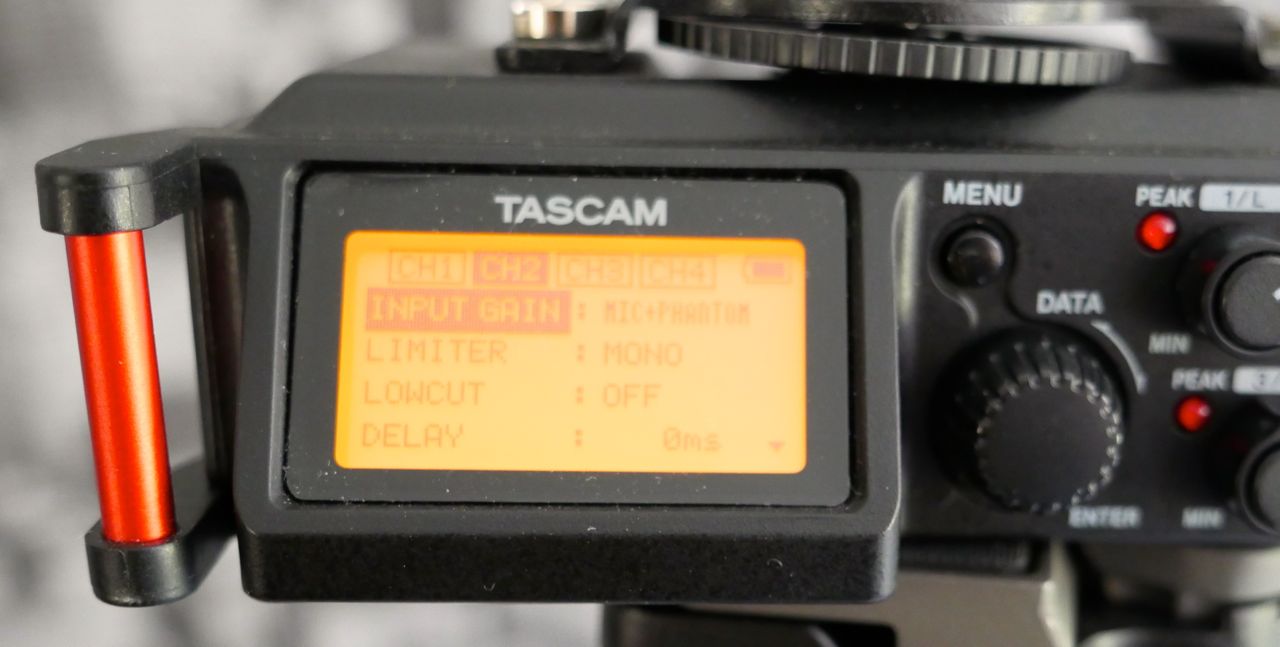 TASCAM
CH1 CH2 CH3 CH4
INPUT GAIN : MIC+PHANTOM
LIMITER : MONO
LOWCUT : OFF
DELAY : 0ms
MENU
PEAK 1/L
DATA
MIN
PEAK
ENTER
MIN